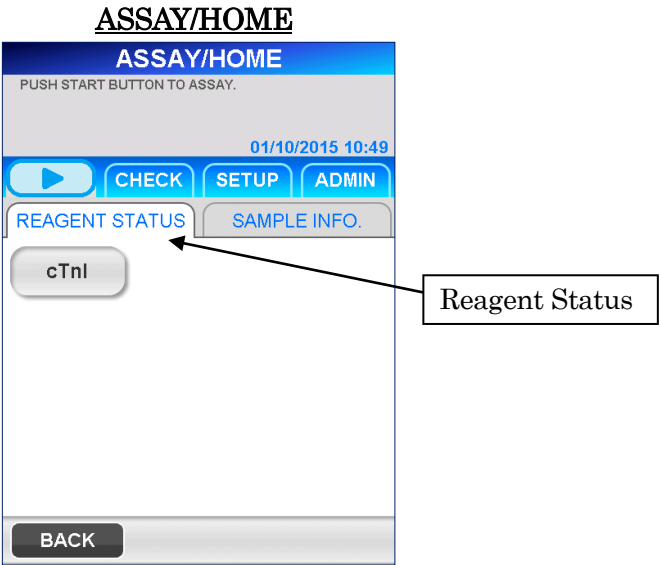 ASSAY/HOME
ASSAY/HOME
PUSH START BUTTON TO ASSAY.
01/10/2015 10:49
CHECK SETUP ADMIN
REAGENT STATUS SAMPLE INFO.
cTnI
Reagent Status
BACK